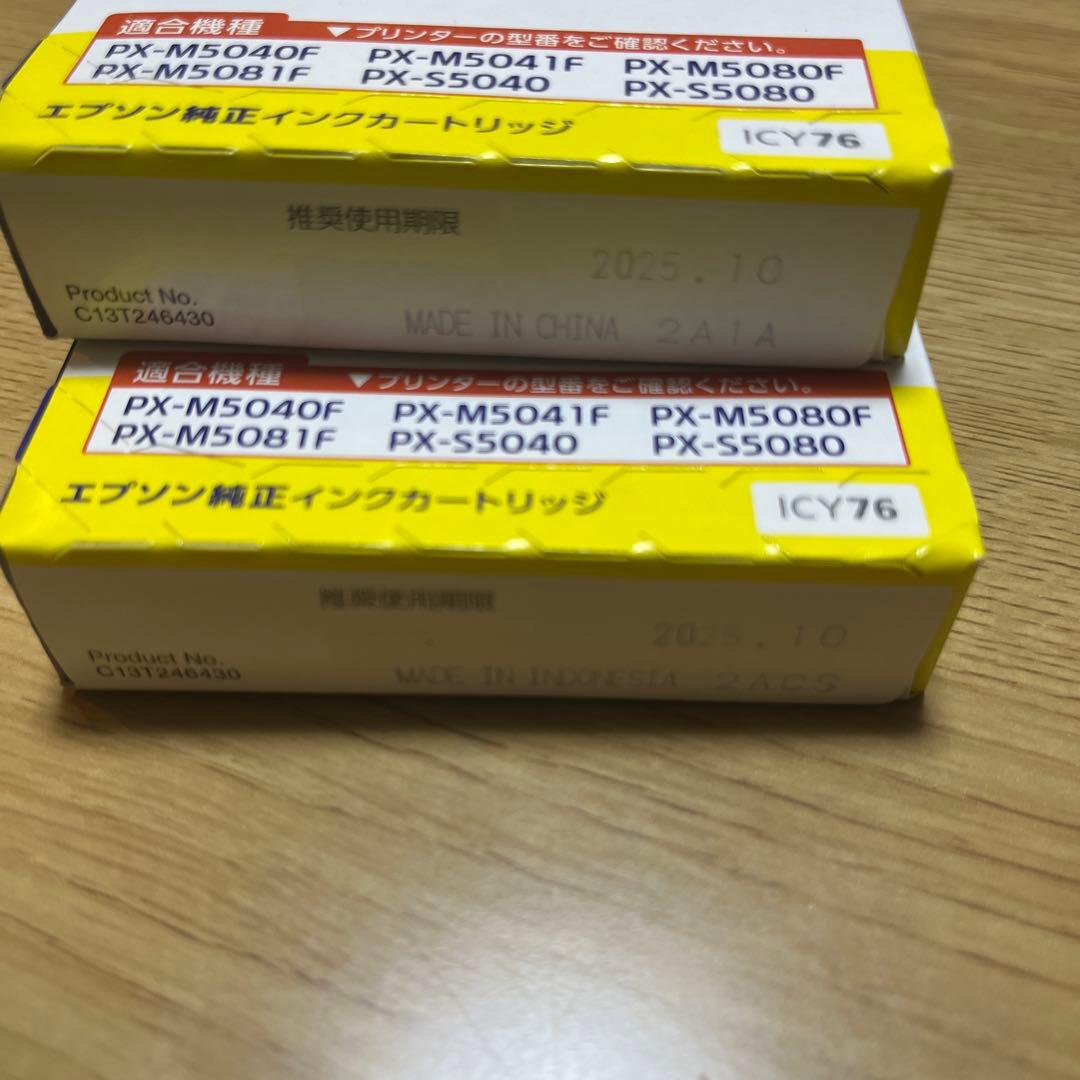 適合機種 ▼プリンターの型番をご確認ください。
PX-M5040F PX-M5041F PX-M5080F
PX-M5081F PX-S5040 PX-S5080
エプソン純正インクカートリッジ ICY76
推奨使用期限
2025.10
Product No.
C13T246430
MADE IN CHINA 2A1A
適合機種 ▼プリンターの型番をご確認ください。
PX-M5040F PX-M5041F PX-M5080F
PX-M5081F PX-S5040 PX-S5080
エプソン純正インクカートリッジ ICY76
推奨使用期限
2025.10
Product No.
C13T246430
MADE IN INDONESIA 2ACS